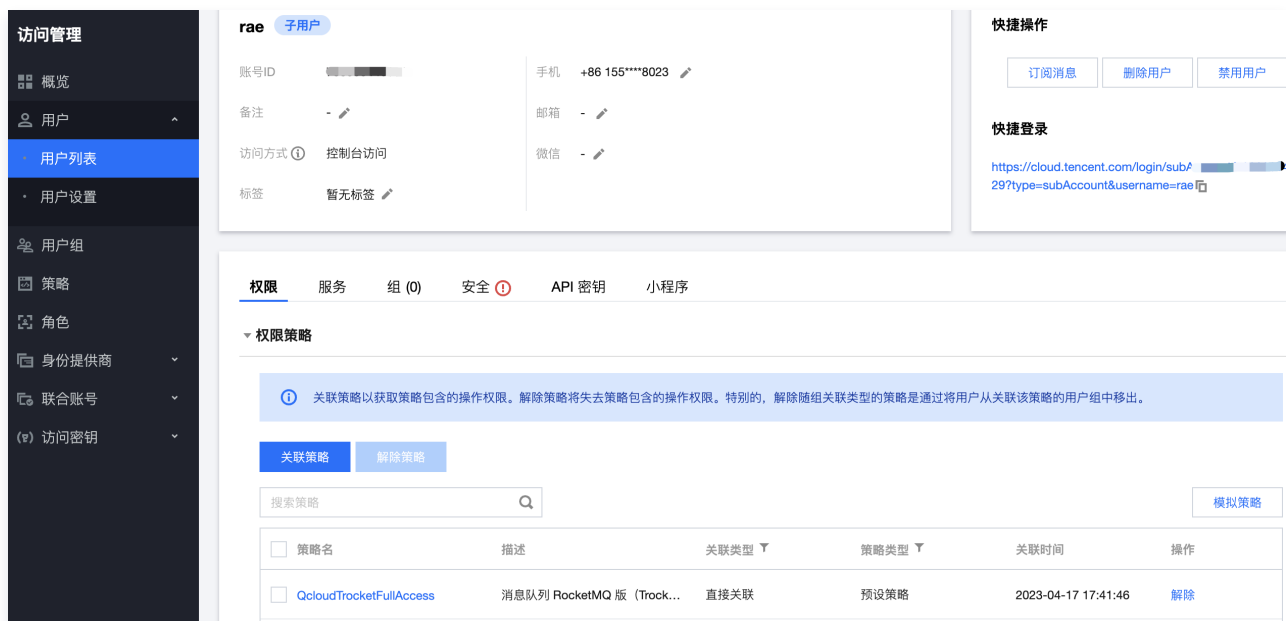 访问管理
概览
用户
用户列表
用户设置
用户组
策略
角色
身份提供商
联合账号
访问密钥
rae 子用户
账号ID
备注 -
访问方式 控制台访问
标签 暂无标签
手机 +86 155****8023
邮箱 -
微信 -
快捷操作
订阅消息 删除用户 禁用用户
快捷登录
https://cloud.tencent.com/login/subA
29?type=subAccount&username=rae
权限 服务 组 (0) 安全 API 密钥 小程序
权限策略
关联策略以获取策略包含的操作权限。解除策略将失去策略包含的操作权限。特别的，解除随组关联类型的策略是通过将用户从关联该策略的用户组中移出。
关联策略 解除策略
搜索策略
模拟策略
策略名 描述 关联类型 策略类型 关联时间 操作
QcloudTrocketFullAccess 消息队列 RocketMQ 版（Trock... 直接关联 预设策略 2023-04-17 17:41:46 解除